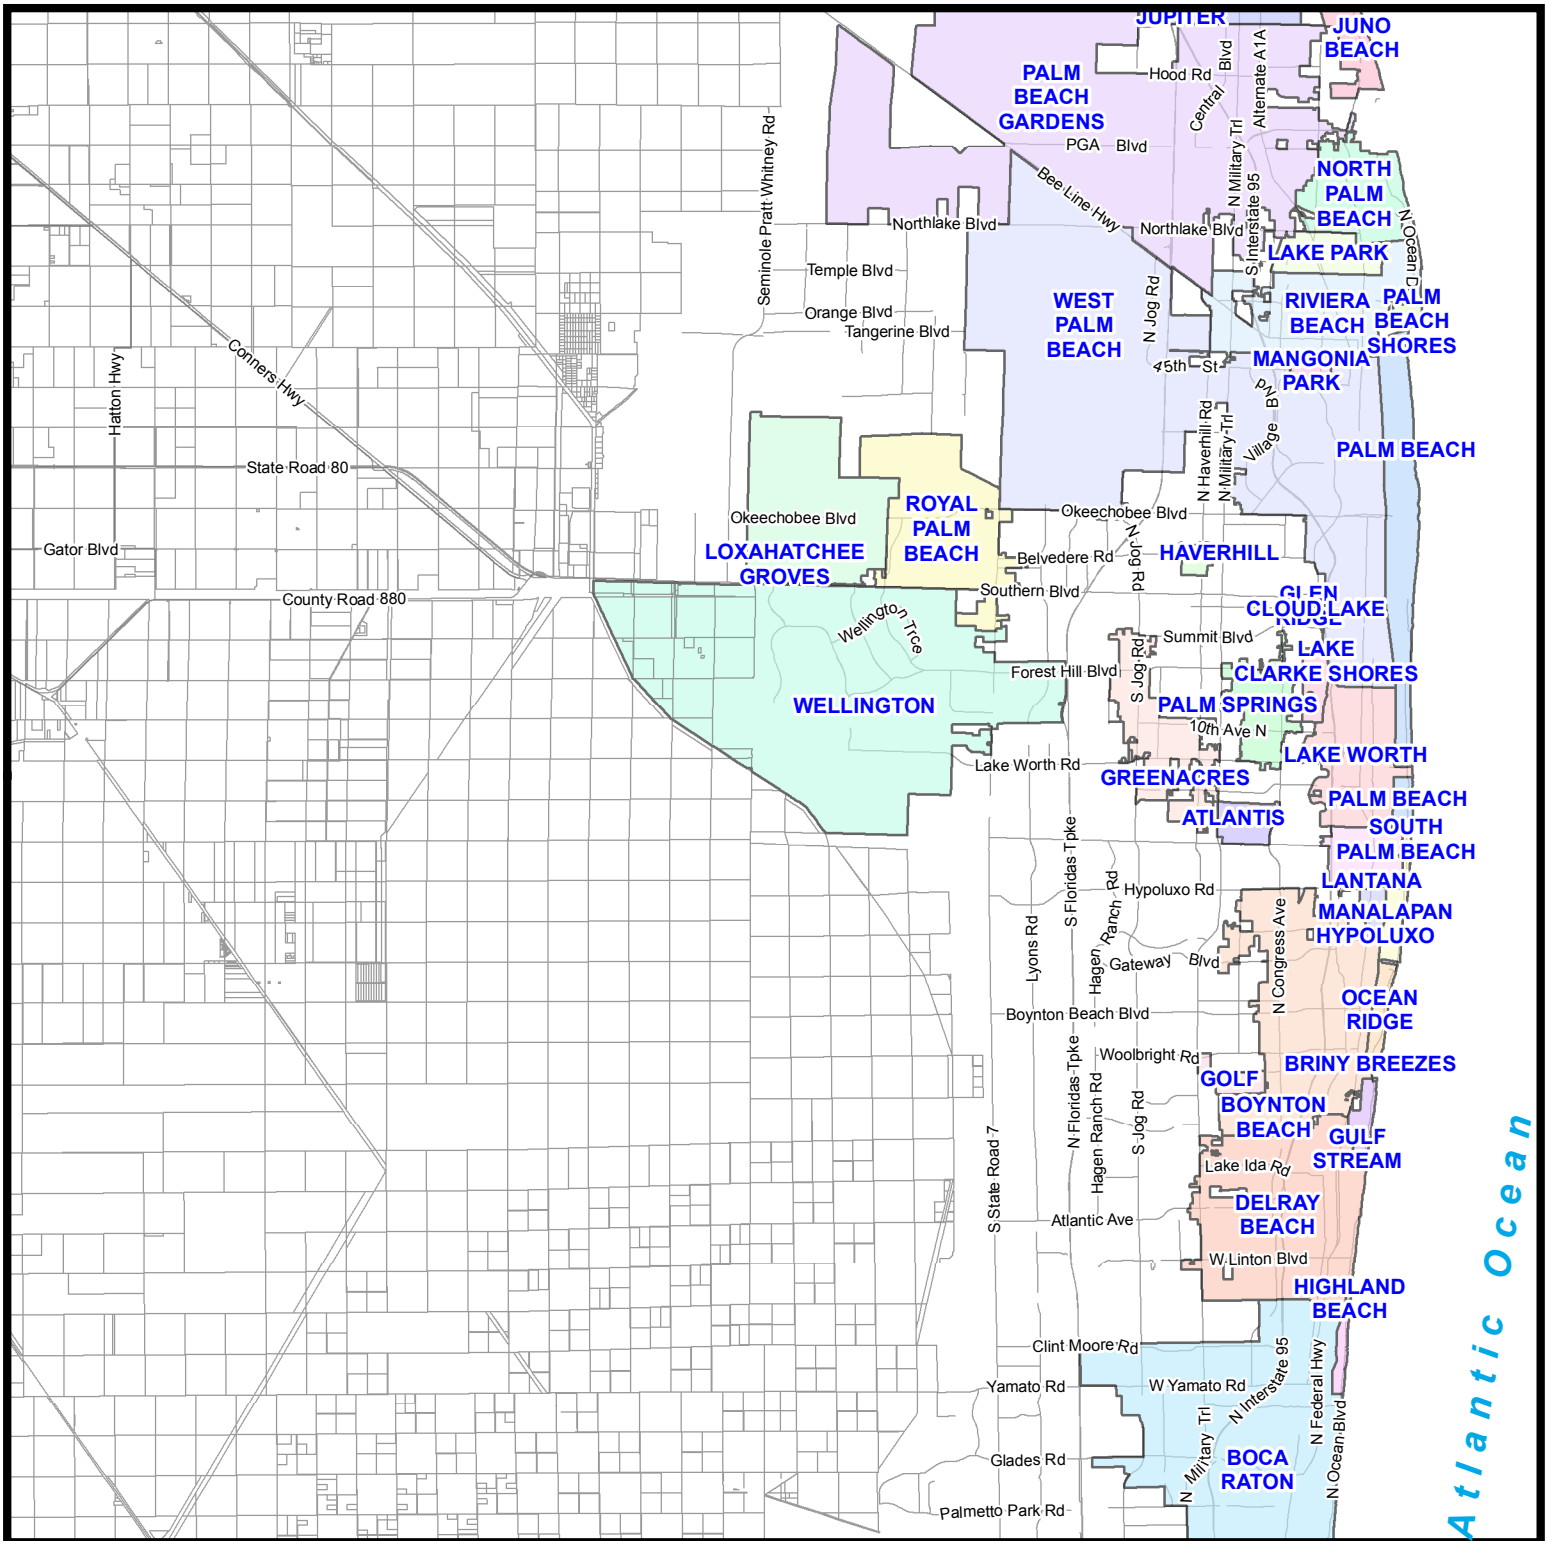 JUPITER
JUNO
BEACH
PALM
BEACH
GARDENS
Hood Rd
Central
Blvd
Alternate A1A
N Military Trl
PGA Blvd
Seminole Pratt Whitney Rd
Bee Line Hwy
NORTH
PALM
BEACH
N Ocean D
S Interstate 95
Northlake Blvd
Northlake Blvd
LAKE PARK
Temple Blvd
Orange Blvd
Tangerine Blvd
WEST
PALM
BEACH
N Jog Rd
RIVIERA
BEACH
PALM
BEACH
SHORES
45th St
MANGONIA
PARK
Village Blvd
N Haverhill Rd
N Military Trl
PALM BEACH
Conners Hwy
Hatton Hwy
State Road 80
Gator Blvd
County Road 880
Okeechobee Blvd
LOXAHATCHEE
GROVES
ROYAL
PALM
BEACH
Okeechobee Blvd
Belvedere Rd
N Jog Rd
HAVERHILL
Southern Blvd
GLEN
RIDGE
CLOUD LAKE
Wellington Trce
Summit Blvd
LAKE
CLARKE SHORES
Forest Hill Blvd
S Jog Rd
WELLINGTON
PALM SPRINGS
10th Ave N
LAKE WORTH
Lake Worth Rd
GREENACRES
PALM BEACH
ATLANTIS
SOUTH
PALM BEACH
S Floridas Tpke
Hypoluxo Rd
LANTANA
MANALAPAN
HYPOLUXO
Lyons Rd
Hagen Ranch Rd
Gateway Blvd
N Congress Ave
OCEAN
RIDGE
Boynton Beach Blvd
N Floridas Tpke
Woolbright Rd
BRINY BREEZES
GOLF
Hagen Ranch Rd
S Jog Rd
BOYNTON
BEACH
GULF
STREAM
S State Road 7
Lake Ida Rd
DELRAY
BEACH
Atlantic Ave
W Linton Blvd
HIGHLAND
BEACH
Atlantic Ocean
Clint Moore Rd
Yamato Rd
W Yamato Rd
N Interstate 95
N Federal Hwy
N Ocean Blvd
N Military Trl
Glades Rd
BOCA
RATON
Palmetto Park Rd